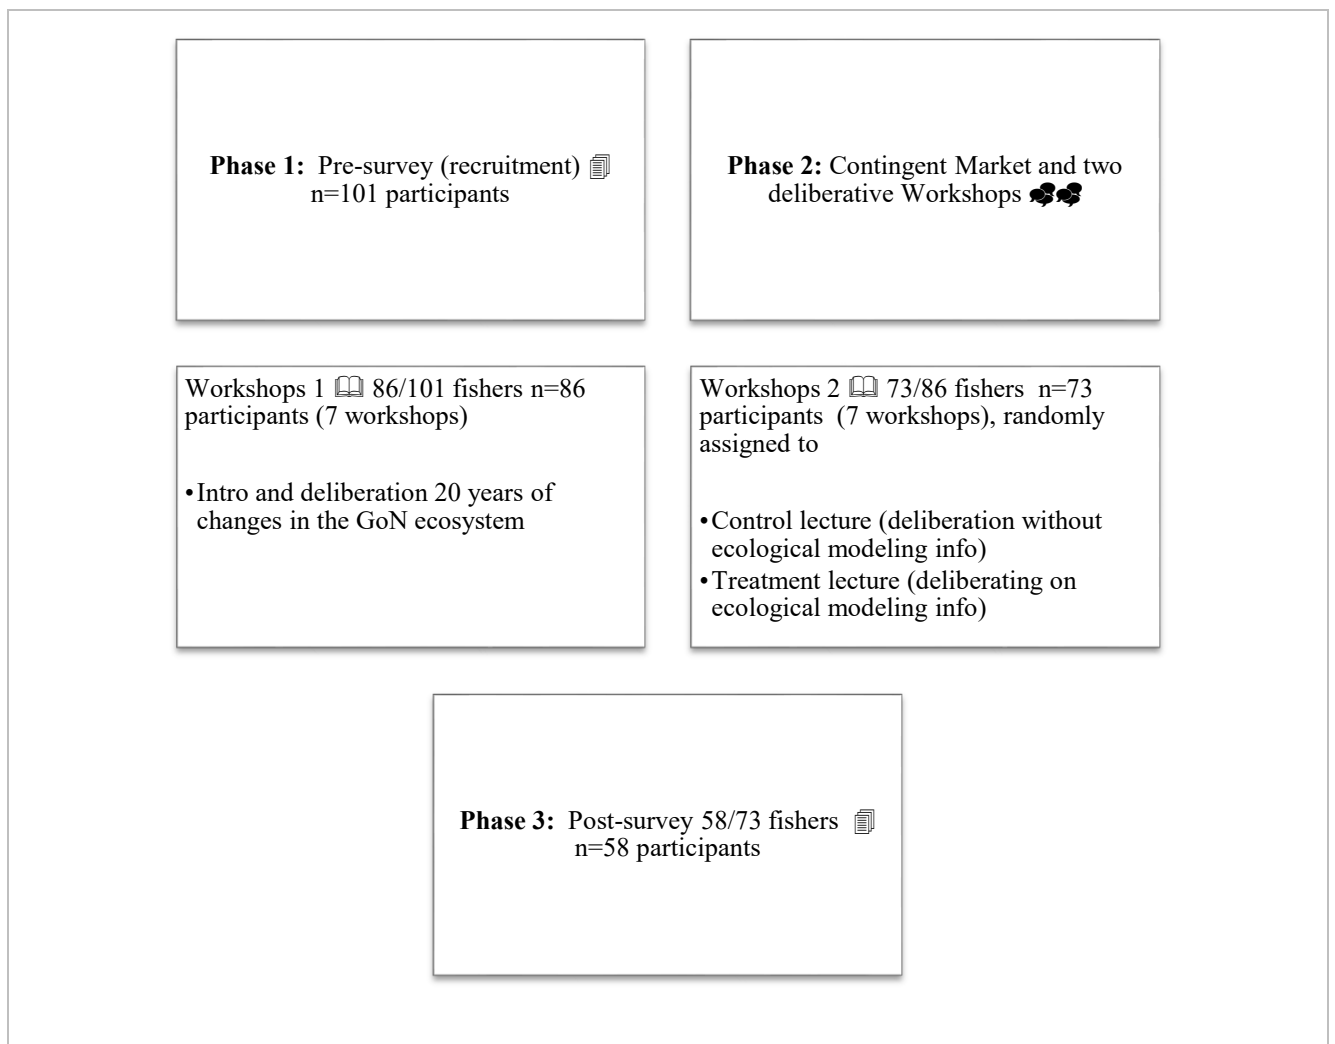 Phase 1: Pre-survey (recruitment)
n=101 participants
Phase 2: Contingent Market and two
deliberative Workshops
Workshops 1 86/101 fishers n=86
participants (7 workshops)
•Intro and deliberation 20 years of
changes in the GoN ecosystem
Workshops 2 73/86 fishers n=73
participants (7 workshops), randomly
assigned to
•Control lecture (deliberation without
ecological modeling info)
•Treatment lecture (deliberating on
ecological modeling info)
Phase 3: Post-survey 58/73 fishers
n=58 participants